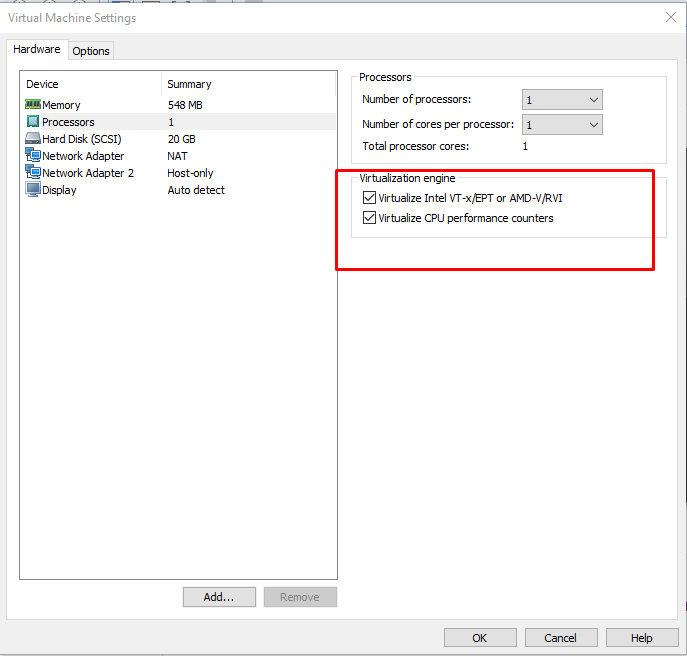 Virtual Machine Settings
Hardware
Options
Device Summary
Memory 548 MB
Processors 1
Hard Disk (SCSI) 20 GB
Network Adapter NAT
Network Adapter 2 Host-only
Display Auto detect
Add...
Remove
Processors
Number of processors: 1
Number of cores per processor: 1
Total processor cores: 1
Virtualization engine
Virtualize Intel VT-x/EPT or AMD-V/RVI
Virtualize CPU performance counters
OK
Cancel
Help